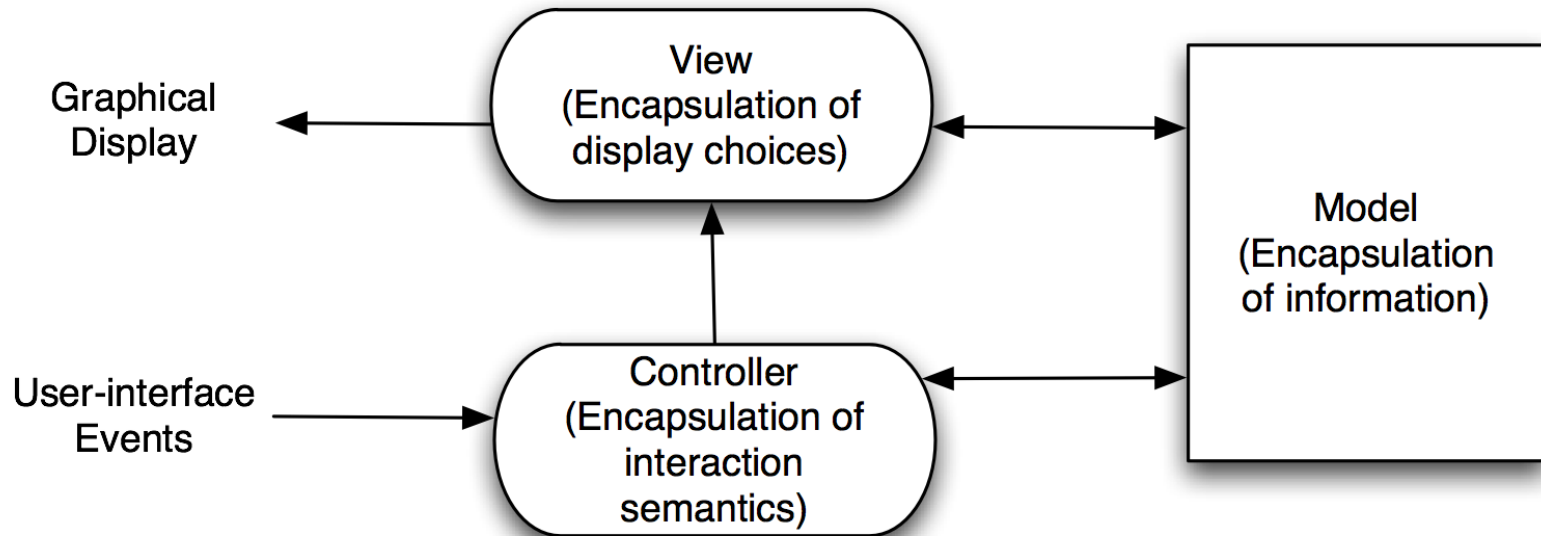 Graphical
Display
View
(Encapsulation of
display choices)
Model
(Encapsulation
of information)
User-interface
Events
Controller
(Encapsulation of
interaction
semantics)